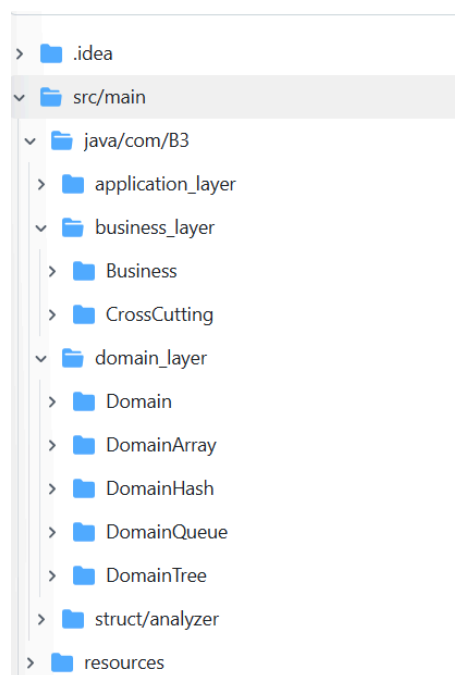 .idea
src/main
java/com/B3
application_layer
business_layer
Business
CrossCutting
domain_layer
Domain
DomainArray
DomainHash
DomainQueue
DomainTree
struct/analyzer
resources